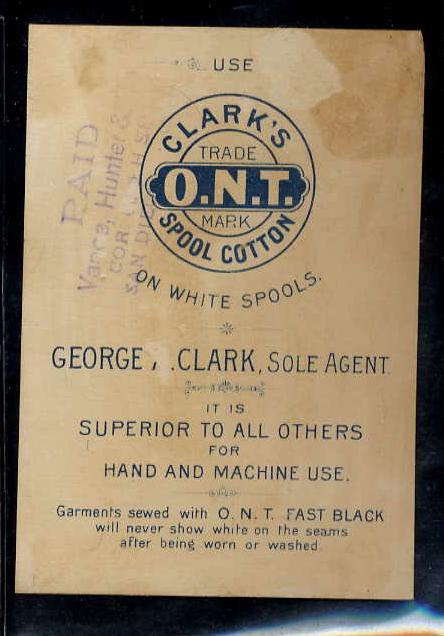 USE
CLARK'S
TRADE
O.N.T.
MARK
SPOOL COTTON
ON WHITE SPOOLS.
GEORGE . CLARK, SOLE AGENT.
IT IS
SUPERIOR TO ALL OTHERS
FOR
HAND AND MACHINE USE.
Garments sewed with O.N.T. FAST BLACK
will never show white on the seams
after being worn or washed.
PAID
Hunter &
COR
SAN